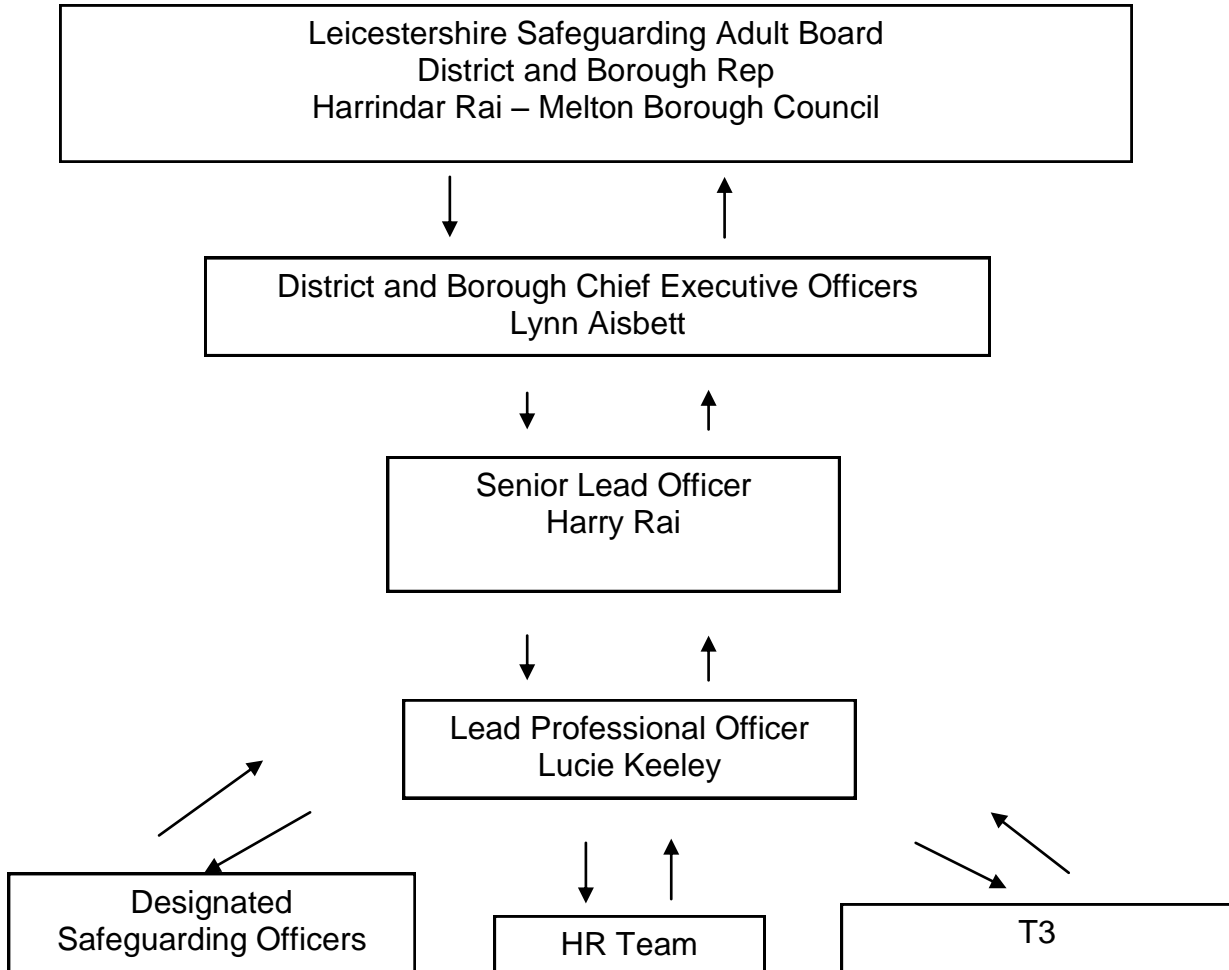 Leicestershire Safeguarding Adult Board
District and Borough Rep
Harrindar Rai – Melton Borough Council
District and Borough Chief Executive Officers
Lynn Aisbett
Senior Lead Officer
Harry Rai
Lead Professional Officer
Lucie Keeley
Designated
Safeguarding Officers
HR Team
T3